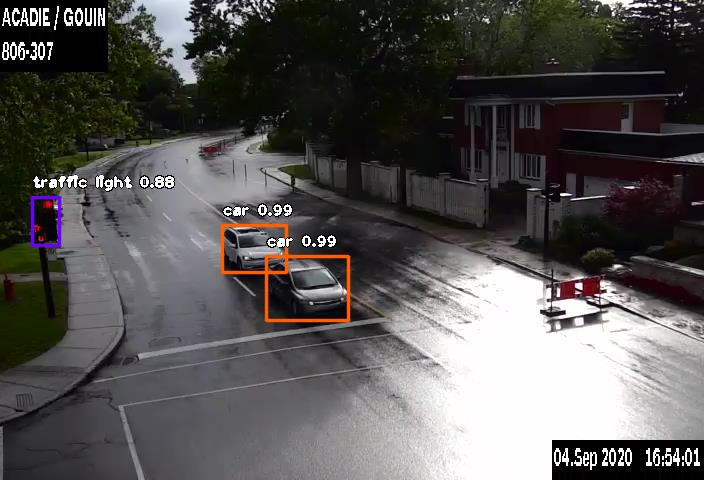 ACADIE / GOUIN
806-307
traffic light 0.88
car 0.99
car 0.99
04.Sep 2020 16:54:01